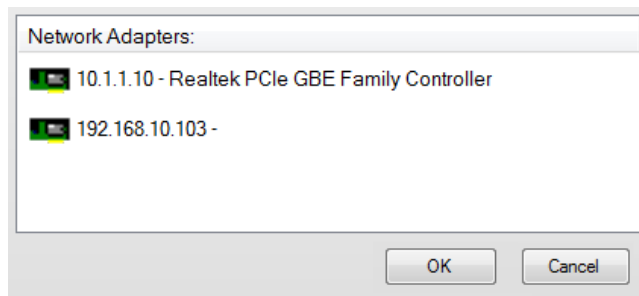 Network Adapters:
10.1.1.10 - Realtek PCIe GBE Family Controller
192.168.10.103 -
OK
Cancel